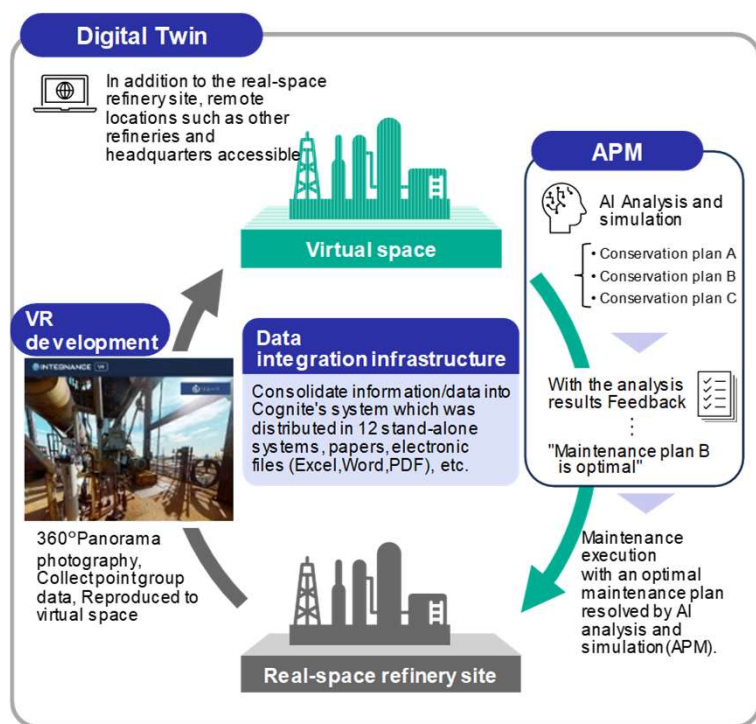 Digital Twin
In addition to the real-space
refinery site, remote
locations such as other
refineries and
headquarters accessible
Virtual space
APM
AI Analysis and
simulation
• Conservation plan A
• Conservation plan B
• Conservation plan C
With the analysis
results Feedback
"Maintenance plan B
is optimal"
Maintenance
execution
with an optimal
maintenance plan
resolved by AI
analysis and
simulation(APM).
VR
development
INTEGNANCE VR
360°Panorama
photography,
Collectpointgroup
data, Reproduced to
virtual space
Data
integration infrastructure
Consolidate information/data into
Cognite's system which was
distributed in 12 stand-alone
systems, papers, electronic
files (Excel,Word,PDF), etc.
Real-space refinery site